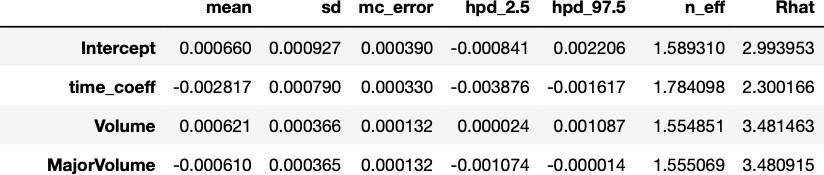 mean sd mc_error hpd_2.5 hpd_97.5 n_eff Rhat
Intercept 0.000660 0.000927 0.000390 -0.000841 0.002206 1.589310 2.993953
time_coeff -0.002817 0.000790 0.000330 -0.003876 -0.001617 1.784098 2.300166
Volume 0.000621 0.000366 0.000132 0.000024 0.001087 1.554851 3.481463
MajorVolume -0.000610 0.000365 0.000132 -0.001074 -0.000014 1.555069 3.480915